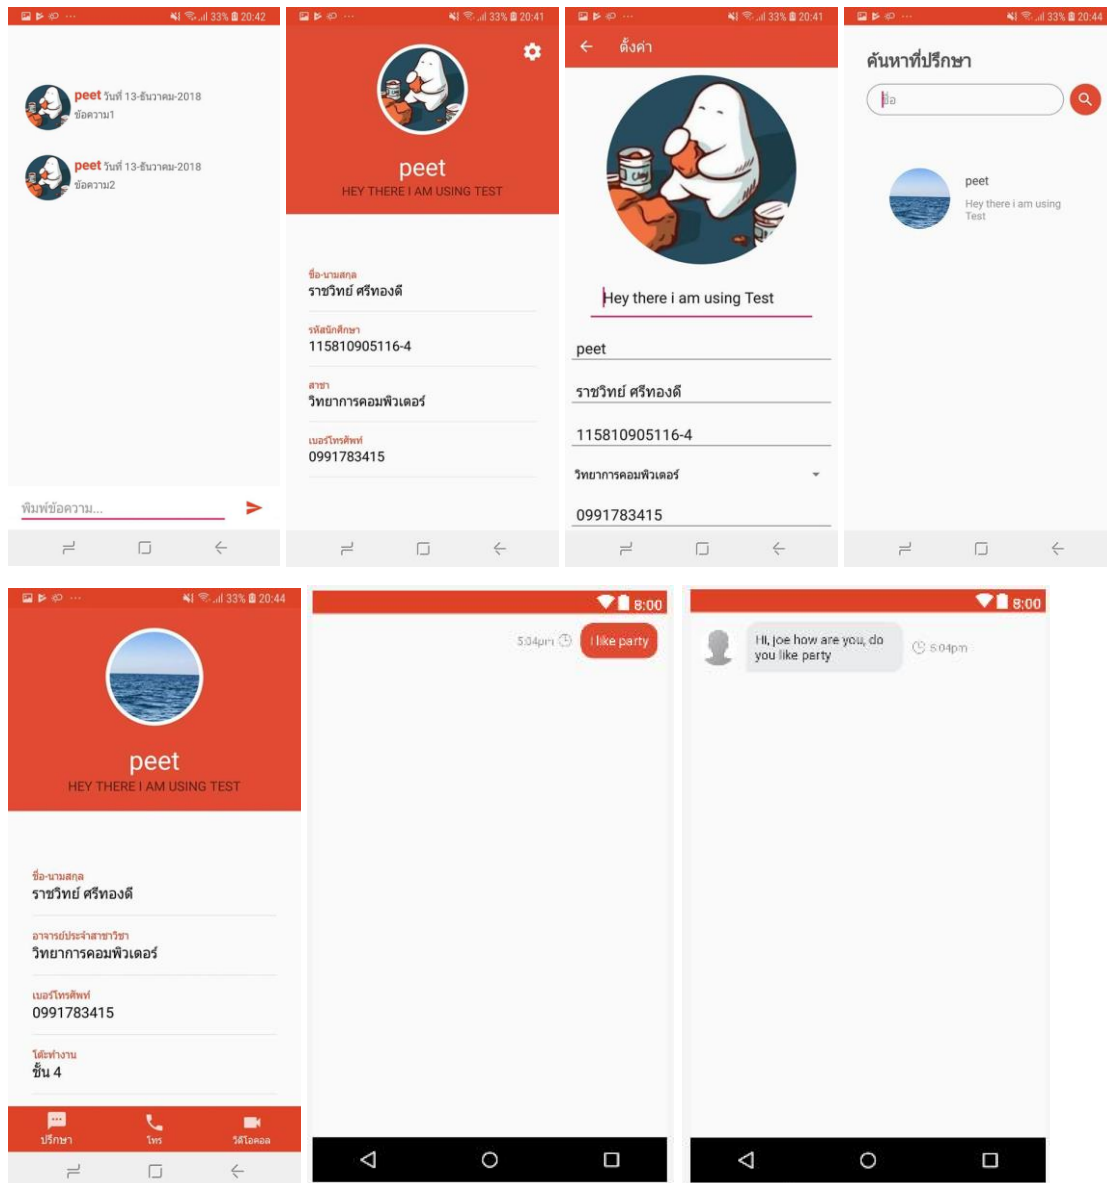 33% 20:42
peet วันที่ 13-ธันวาคม-2018
ข้อความ1
peet วันที่ 13-ธันวาคม-2018
ข้อความ2
พิมพ์ข้อความ...
33% 20:41
peet
HEY THERE I AM USING TEST
ชื่อ-นามสกุล
ราชวิทย์ ศรีทองดี
รหัสนักศึกษา
115810905116-4
สาขา
วิทยาการคอมพิวเตอร์
เบอร์โทรศัพท์
0991783415
33% 20:41
ตั้งค่า
Hey there i am using Test
peet
ราชวิทย์ ศรีทองดี
115810905116-4
วิทยาการคอมพิวเตอร์
0991783415
33% 20:44
ค้นหาที่ปรึกษา
ชื่อ
peet
Hey there i am using
Test
33% 20:44
peet
HEY THERE I AM USING TEST
ชื่อ-นามสกุล
ราชวิทย์ ศรีทองดี
อาจารย์ประจำสาขาวิชา
วิทยาการคอมพิวเตอร์
เบอร์โทรศัพท์
0991783415
โต๊ะทำงาน
ชั้น 4
ปรึกษา โทร วิดีโอคอล
8:00
5:04pm I like party
8:00
Hi, joe how are you, do
you like party
5:04pm